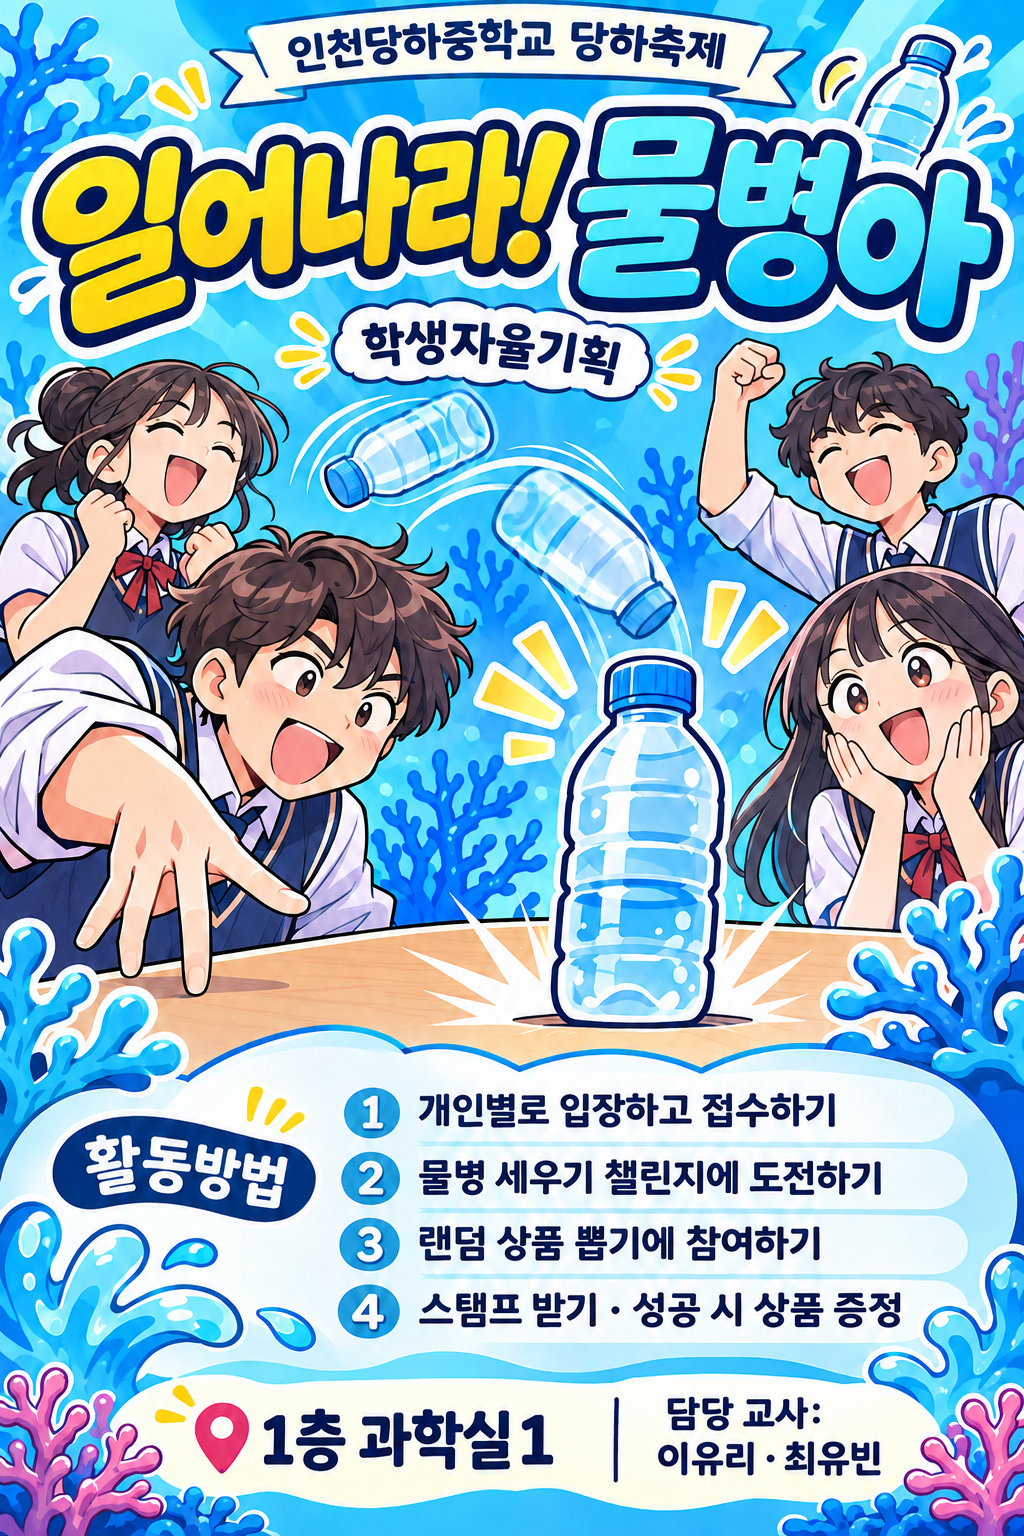 인천당하중학교 당하축제
일어나라! 물병아
학생자율기획
활동방법
1 개인별로 입장하고 접수하기
2 물병 세우기 챌린지에 도전하기
3 랜덤 상품 뽑기에 참여하기
4 스탬프 받기 · 성공 시 상품 증정
1층 과학실1
담당 교사:
이유리 · 최유빈